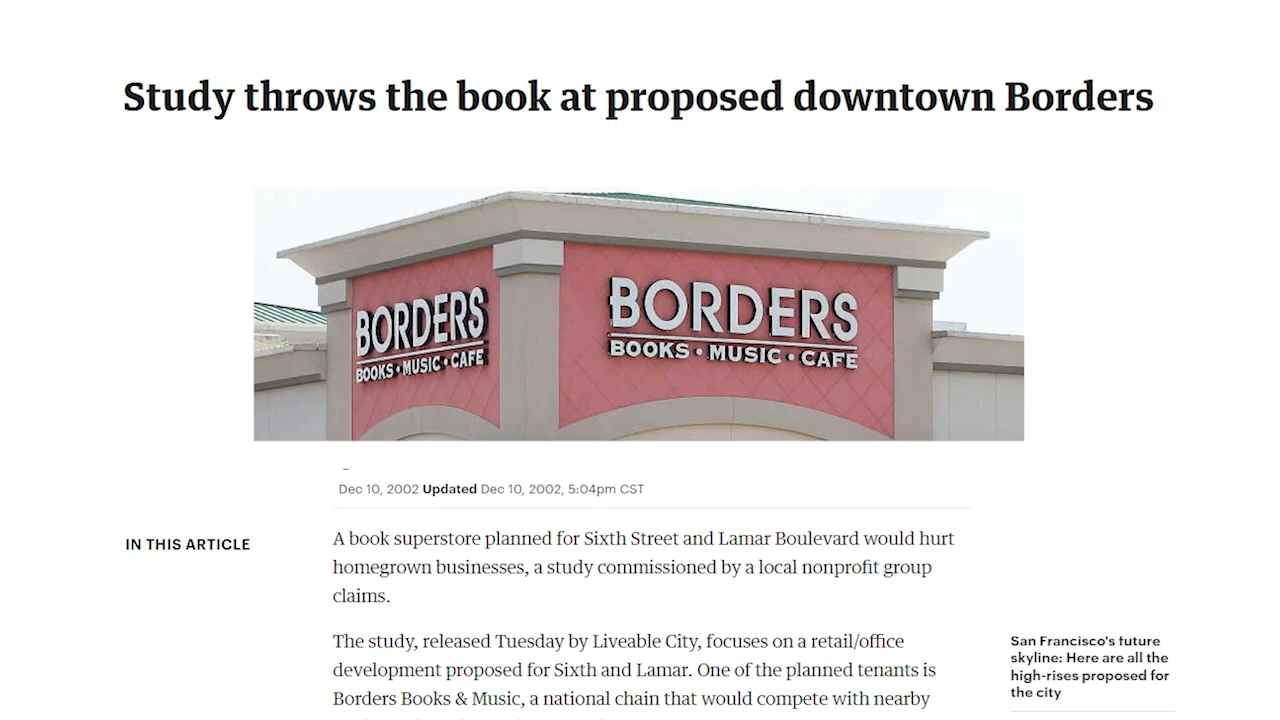 Study throws the book at proposed downtown Borders
BORDERS
BOOKS • MUSIC • CAFE
BORDERS
BOOKS • MUSIC • CAFE
–
Dec 10, 2002 Updated Dec 10, 2002, 5:04pm CST
IN THIS ARTICLE
A book superstore planned for Sixth Street and Lamar Boulevard would hurt
homegrown businesses, a study commissioned by a local nonprofit group
claims.
The study, released Tuesday by Liveable City, focuses on a retail/office
development proposed for Sixth and Lamar. One of the planned tenants is
Borders Books & Music, a national chain that would compete with nearby
San Francisco's future
skyline: Here are all the
high-rises proposed for
the city